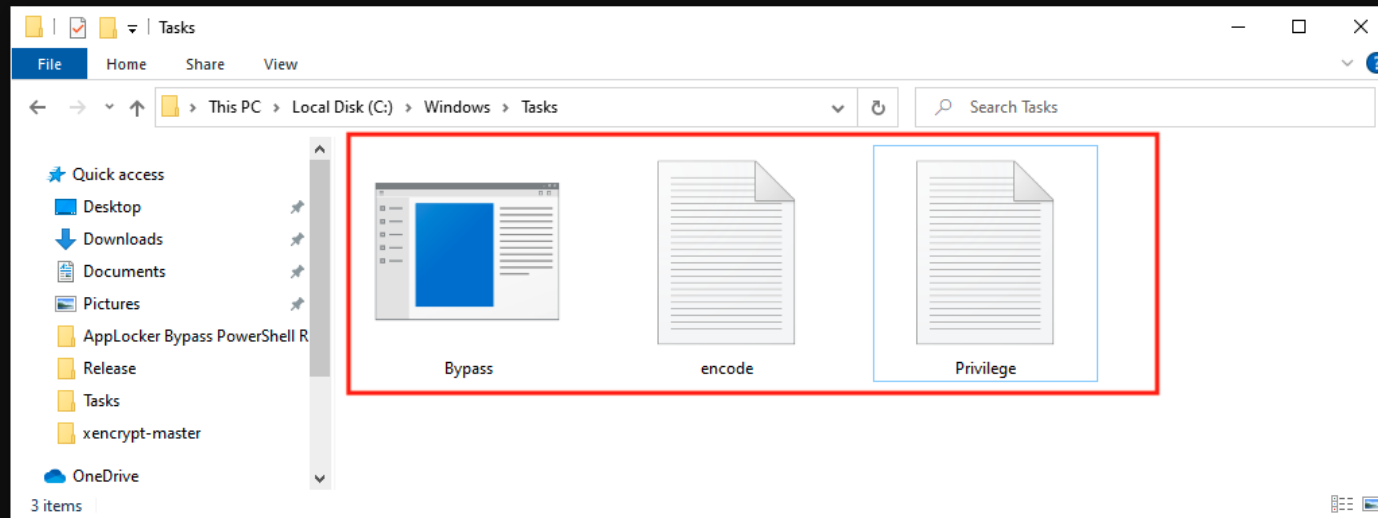 Tasks
File Home Share View
This PC > Local Disk (C:) > Windows > Tasks
Search Tasks
Quick access
Desktop
Downloads
Documents
Pictures
AppLocker Bypass PowerShell R
Release
Tasks
xencrypt-master
OneDrive
Bypass encode Privilege
3 items